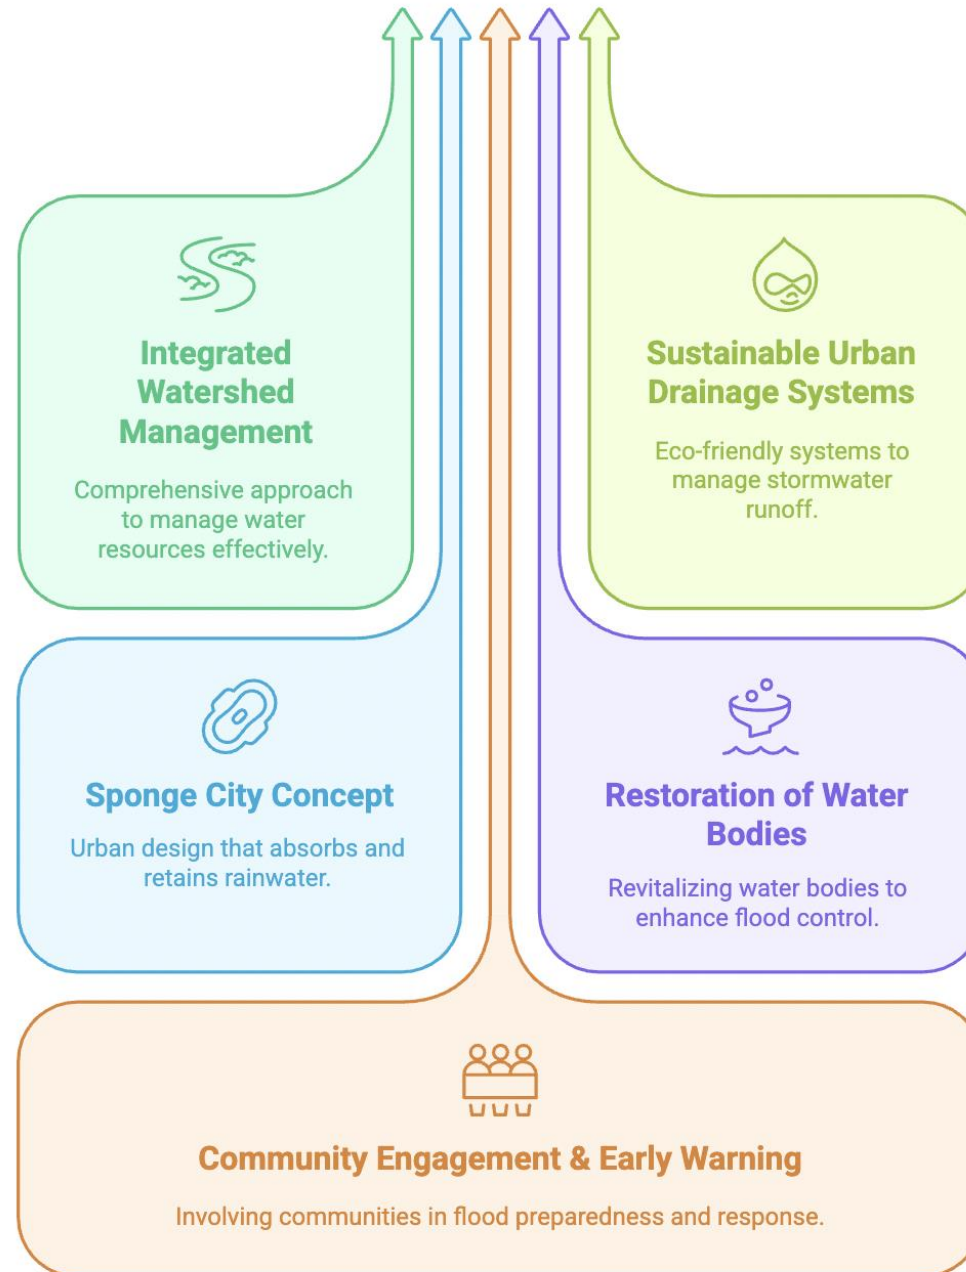 Integrated
Watershed
Management
Comprehensive approach
to manage water
resources effectively.
Sustainable Urban
Drainage Systems
Eco-friendly systems to
manage stormwater
runoff.
Sponge City Concept
Urban design that absorbs and
retains rainwater.
Restoration of Water
Bodies
Revitalizing water bodies to
enhance flood control.
Community Engagement & Early Warning
Involving communities in flood preparedness and response.